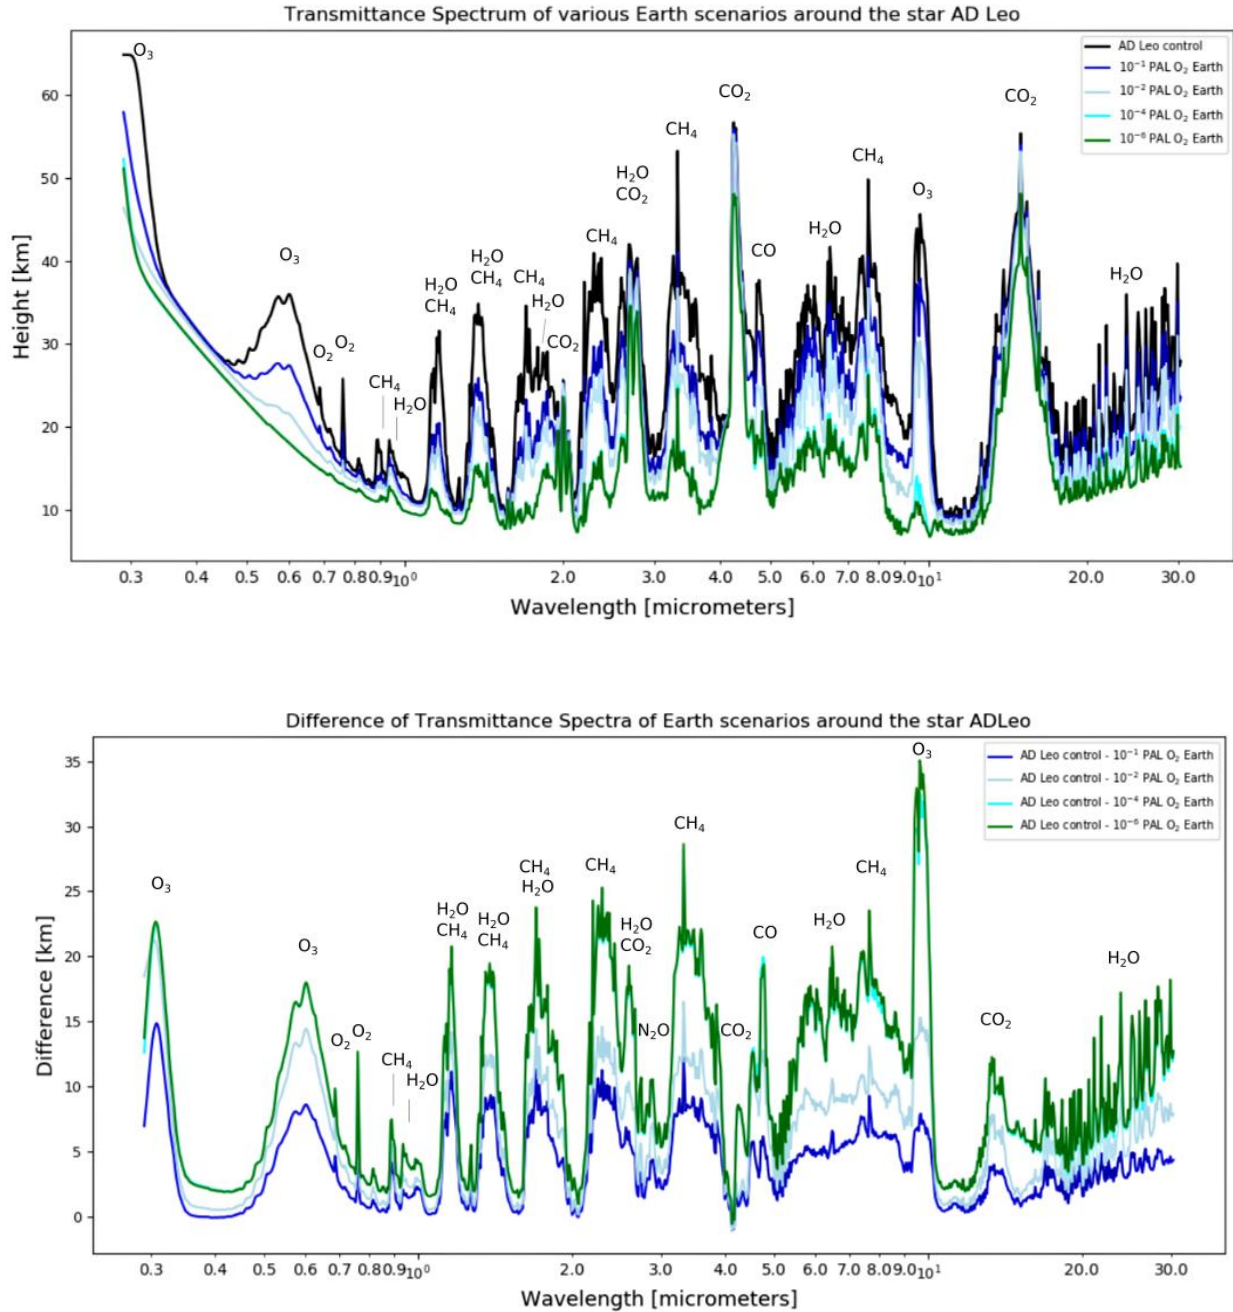 Transmittance Spectrum of various Earth scenarios around the star AD Leo
AD Leo control
10⁻¹ PAL O₂ Earth
10⁻² PAL O₂ Earth
10⁻⁴ PAL O₂ Earth
10⁻⁶ PAL O₂ Earth
Height [km]
60
50
40
30
20
10
O₃
O₃
O₂
O₂
CH₄
H₂O
H₂O
CH₄
H₂O
CH₄
CH₄
H₂O
CO₂
CH₄
H₂O
CO₂
CH₄
CO₂
CO
H₂O
CH₄
O₃
CO₂
H₂O
0.3 0.4 0.5 0.6 0.7 0.8 0.9 10⁰ 2.0 3.0 4.0 5.0 6.0 7.0 8.0 9.0 10¹ 20.0 30.0
Wavelength [micrometers]
Difference of Transmittance Spectra of Earth scenarios around the star ADLeo
AD Leo control - 10⁻¹ PAL O₂ Earth
AD Leo control - 10⁻² PAL O₂ Earth
AD Leo control - 10⁻⁴ PAL O₂ Earth
AD Leo control - 10⁻⁶ PAL O₂ Earth
Difference [km]
35
30
25
20
15
10
5
0
O₃
O₃
O₂
O₂
CH₄
H₂O
H₂O
CH₄
H₂O
CH₄
CH₄
H₂O
CH₄
H₂O
CO₂
N₂O
CH₄
CO₂
CO
H₂O
CH₄
O₃
CO₂
H₂O
0.3 0.4 0.5 0.6 0.7 0.8 0.9 10⁰ 2.0 3.0 4.0 5.0 6.0 7.0 8.0 9.0 10¹ 20.0 30.0
Wavelength [micrometers]